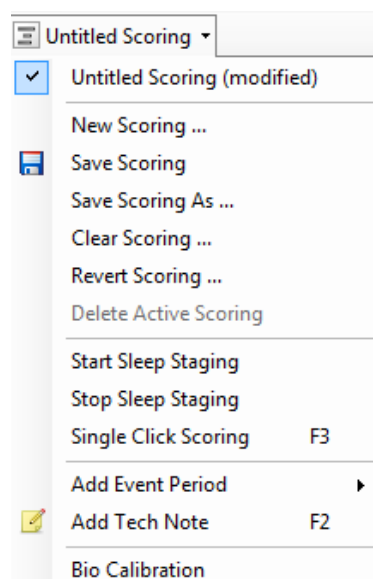 Untitled Scoring
Untitled Scoring (modified)
New Scoring ...
Save Scoring
Save Scoring As ...
Clear Scoring ...
Revert Scoring ...
Delete Active Scoring
Start Sleep Staging
Stop Sleep Staging
Single Click Scoring F3
Add Event Period
Add Tech Note F2
Bio Calibration